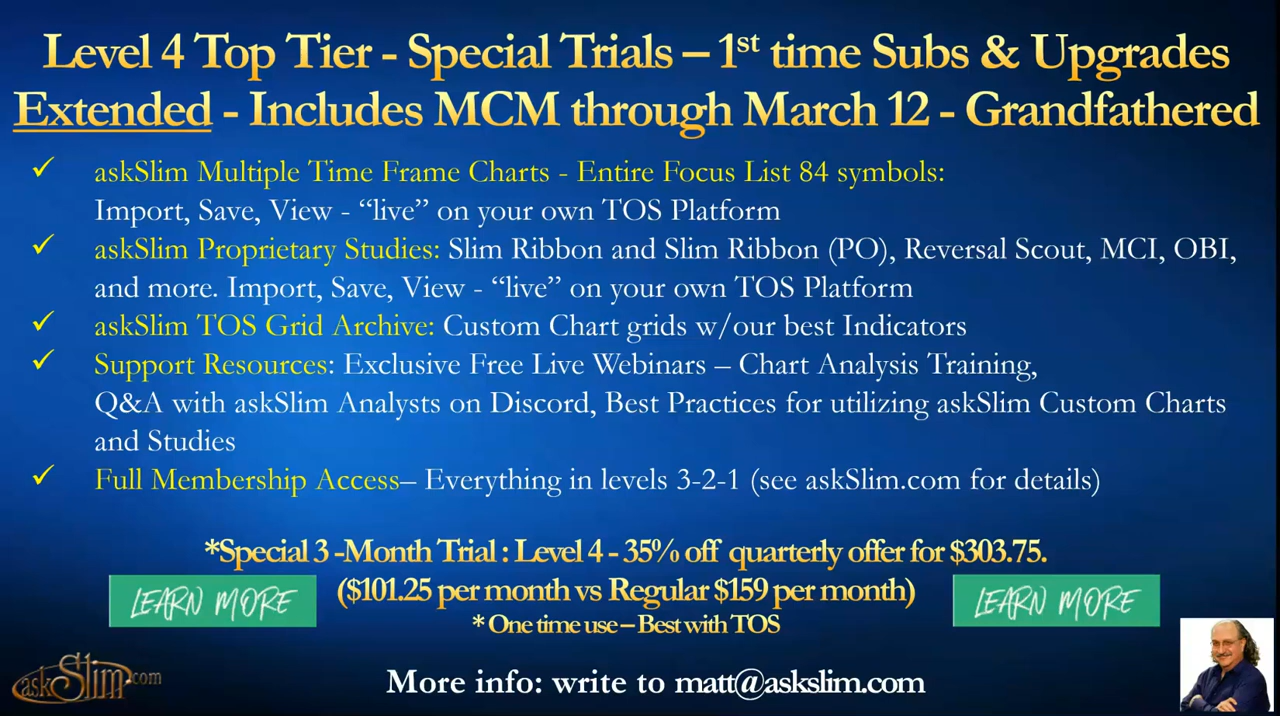 Level 4 Top Tier - Special Trials – 1st time Subs & Upgrades
Extended - Includes MCM through March 12 - Grandfathered
✓ askSlim Multiple Time Frame Charts - Entire Focus List 84 symbols:
Import, Save, View - “live” on your own TOS Platform
✓ askSlim Proprietary Studies: Slim Ribbon and Slim Ribbon (PO), Reversal Scout, MCI, OBI,
and more. Import, Save, View - “live” on your own TOS Platform
✓ askSlim TOS Grid Archive: Custom Chart grids w/our best Indicators
✓ Support Resources: Exclusive Free Live Webinars – Chart Analysis Training,
Q&A with askSlim Analysts on Discord, Best Practices for utilizing askSlim Custom Charts
and Studies
✓ Full Membership Access– Everything in levels 3-2-1 (see askSlim.com for details)
*Special 3 -Month Trial : Level 4 - 35% off quarterly offer for $303.75.
($101.25 per month vs Regular $159 per month)
LEARN MORE
LEARN MORE
* One time use – Best with TOS
askSlim.com
More info: write to matt@askslim.com